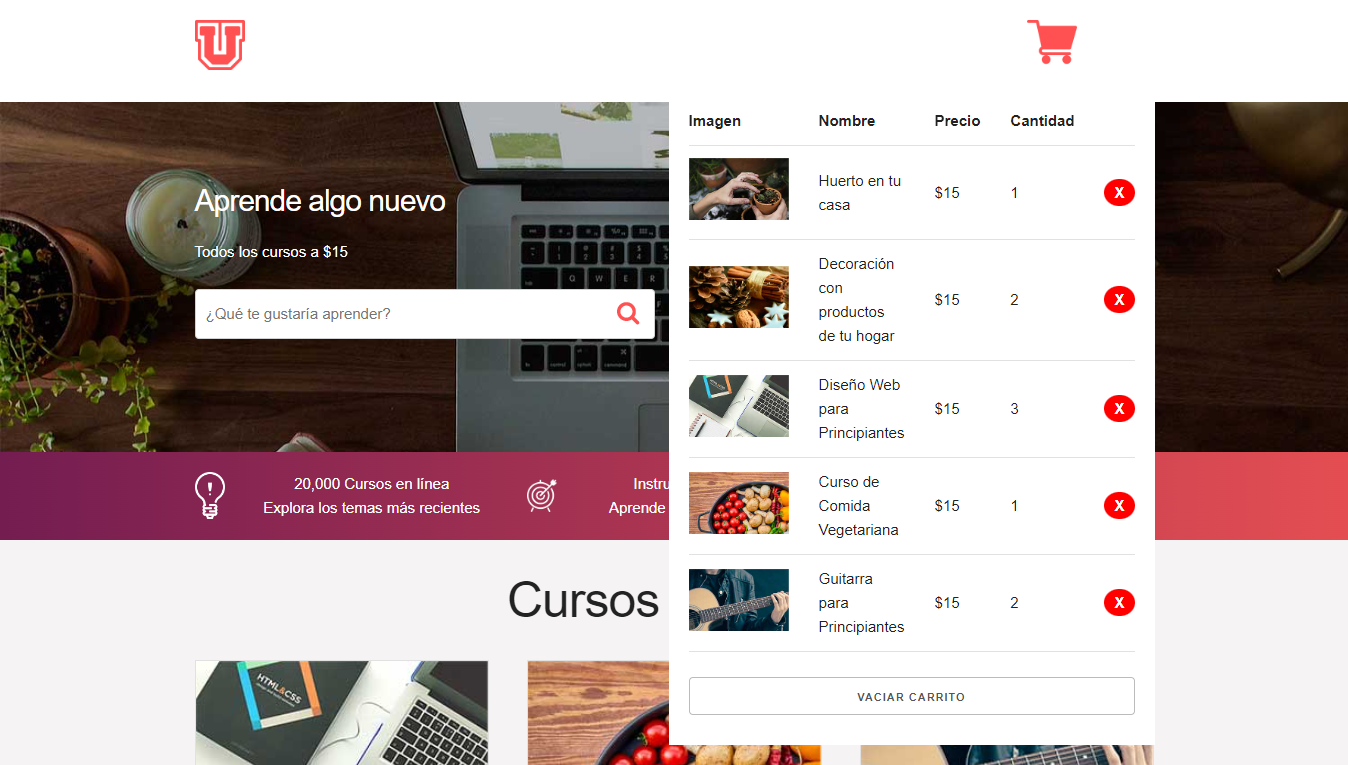 U
Imagen Nombre Precio Cantidad
Huerto en tu
casa
$15 1 X
Decoración
con
productos
de tu hogar
$15 2 X
Diseño Web
para
Principiantes
$15 3 X
Curso de
Comida
Vegetariana
$15 1 X
Guitarra
para
Principiantes
$15 2 X
VACIAR CARRITO
Aprende algo nuevo
Todos los cursos a $15
¿Qué te gustaría aprender?
20,000 Cursos en línea
Explora los temas más recientes
Instru
Aprende
Cursos
HTML&CSS